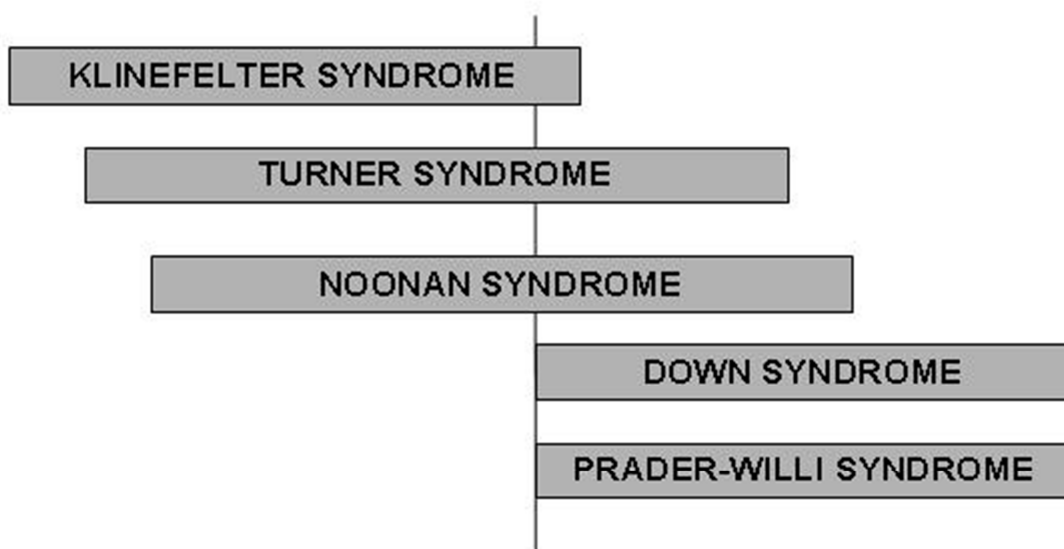 KLINEFELTER SYNDROME
TURNER SYNDROME
NOONAN SYNDROME
DOWN SYNDROME
PRADER-WILLI SYNDROME